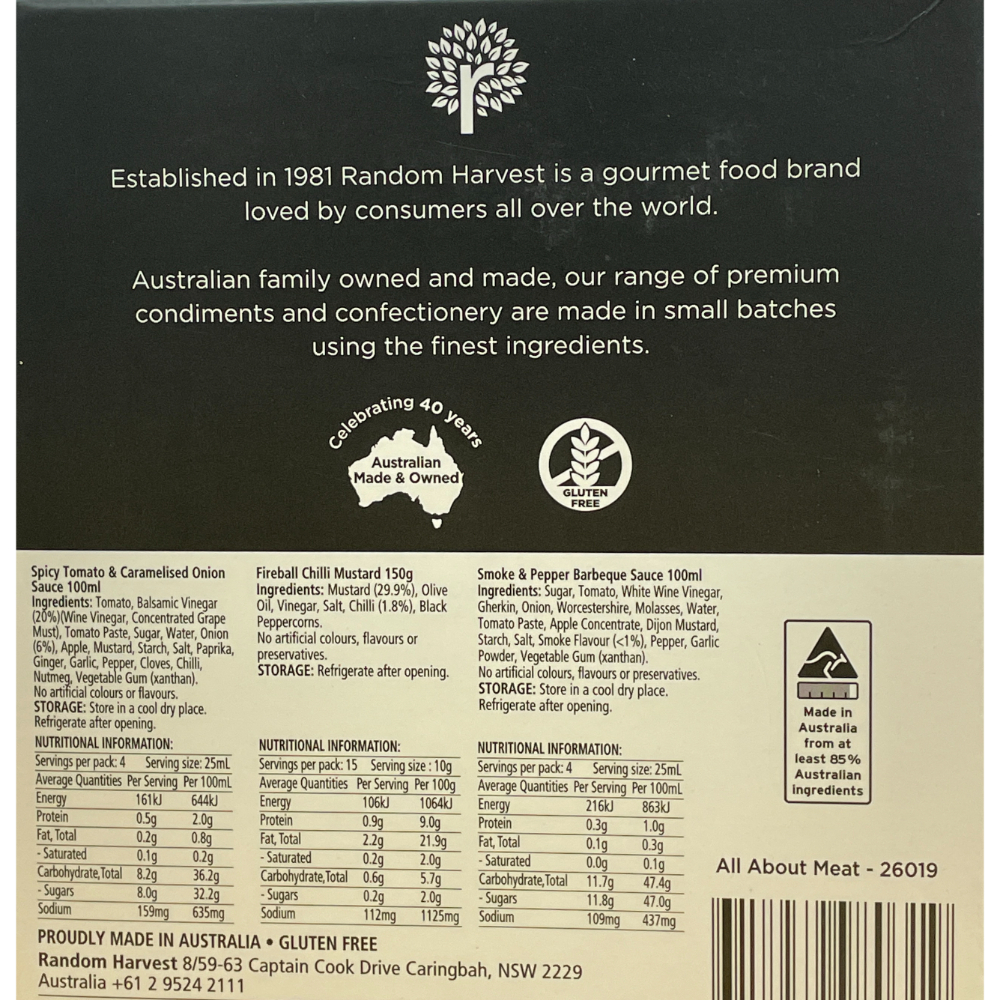 r
Established in 1981 Random Harvest is a gourmet food brand
loved by consumers all over the world.
Australian family owned and made, our range of premium
condiments and confectionery are made in small batches
using the finest ingredients.
Celebrating 40 years
Australian
Made & Owned
GLUTEN
FREE
Spicy Tomato & Caramelised Onion
Sauce 100ml
Ingredients: Tomato, Balsamic Vinegar
(20%)(Wine Vinegar, Concentrated Grape
Must), Tomato Paste, Sugar, Water, Onion
(6%), Apple, Mustard, Starch, Salt, Paprika,
Ginger, Garlic, Pepper, Cloves, Chilli,
Nutmeg, Vegetable Gum (xanthan).
No artificial colours or flavours.
STORAGE: Store in a cool dry place.
Refrigerate after opening.
NUTRITIONAL INFORMATION:
Servings per pack: 4 Serving size: 25mL
Average Quantities Per Serving Per 100mL
Energy 161kJ 644kJ
Protein 0.5g 2.0g
Fat, Total 0.2g 0.8g
- Saturated 0.1g 0.2g
Carbohydrate, Total 8.2g 36.2g
- Sugars 8.0g 32.2g
Sodium 159mg 635mg
Fireball Chilli Mustard 150g
Ingredients: Mustard (29.9%), Olive
Oil, Vinegar, Salt, Chilli (1.8%), Black
Peppercorns.
No artificial colours, flavours or
preservatives.
STORAGE: Refrigerate after opening.
NUTRITIONAL INFORMATION:
Servings per pack: 15 Serving size : 10g
Average Quantities Per Serving Per 100g
Energy 106kJ 1064kJ
Protein 0.9g 9.0g
Fat, Total 2.2g 21.9g
- Saturated 0.2g 2.0g
Carbohydrate, Total 0.6g 5.7g
- Sugars 0.2g 2.0g
Sodium 112mg 1125mg
Smoke & Pepper Barbeque Sauce 100ml
Ingredients: Sugar, Tomato, White Wine Vinegar,
Gherkin, Onion, Worcestershire, Molasses, Water,
Tomato Paste, Apple Concentrate, Dijon Mustard,
Starch, Salt, Smoke Flavour (<1%), Pepper, Garlic
Powder, Vegetable Gum (xanthan).
No artificial colours, flavours or preservatives.
STORAGE: Store in a cool dry place.
Refrigerate after opening.
NUTRITIONAL INFORMATION:
Servings per pack: 4 Serving size: 25mL
Average Quantities Per Serving Per 100mL
Energy 216kJ 863kJ
Protein 0.3g 1.0g
Fat, Total 0.1g 0.3g
- Saturated 0.0g 0.1g
Carbohydrate, Total 11.7g 47.4g
- Sugars 11.8g 47.0g
Sodium 109mg 437mg
Made in
Australia
from at
least 85%
Australian
ingredients
All About Meat - 26019
PROUDLY MADE IN AUSTRALIA • GLUTEN FREE
Random Harvest 8/59-63 Captain Cook Drive Caringbah, NSW 2229
Australia +61 2 9524 2111